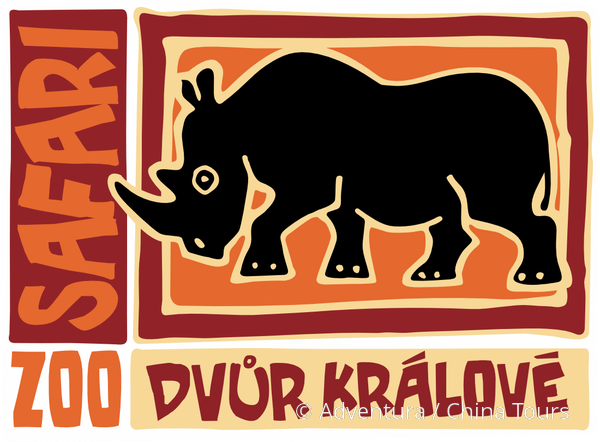 SAFARI
ZOO DVŮR KRÁLOVÉ
© Adventura / China Tours